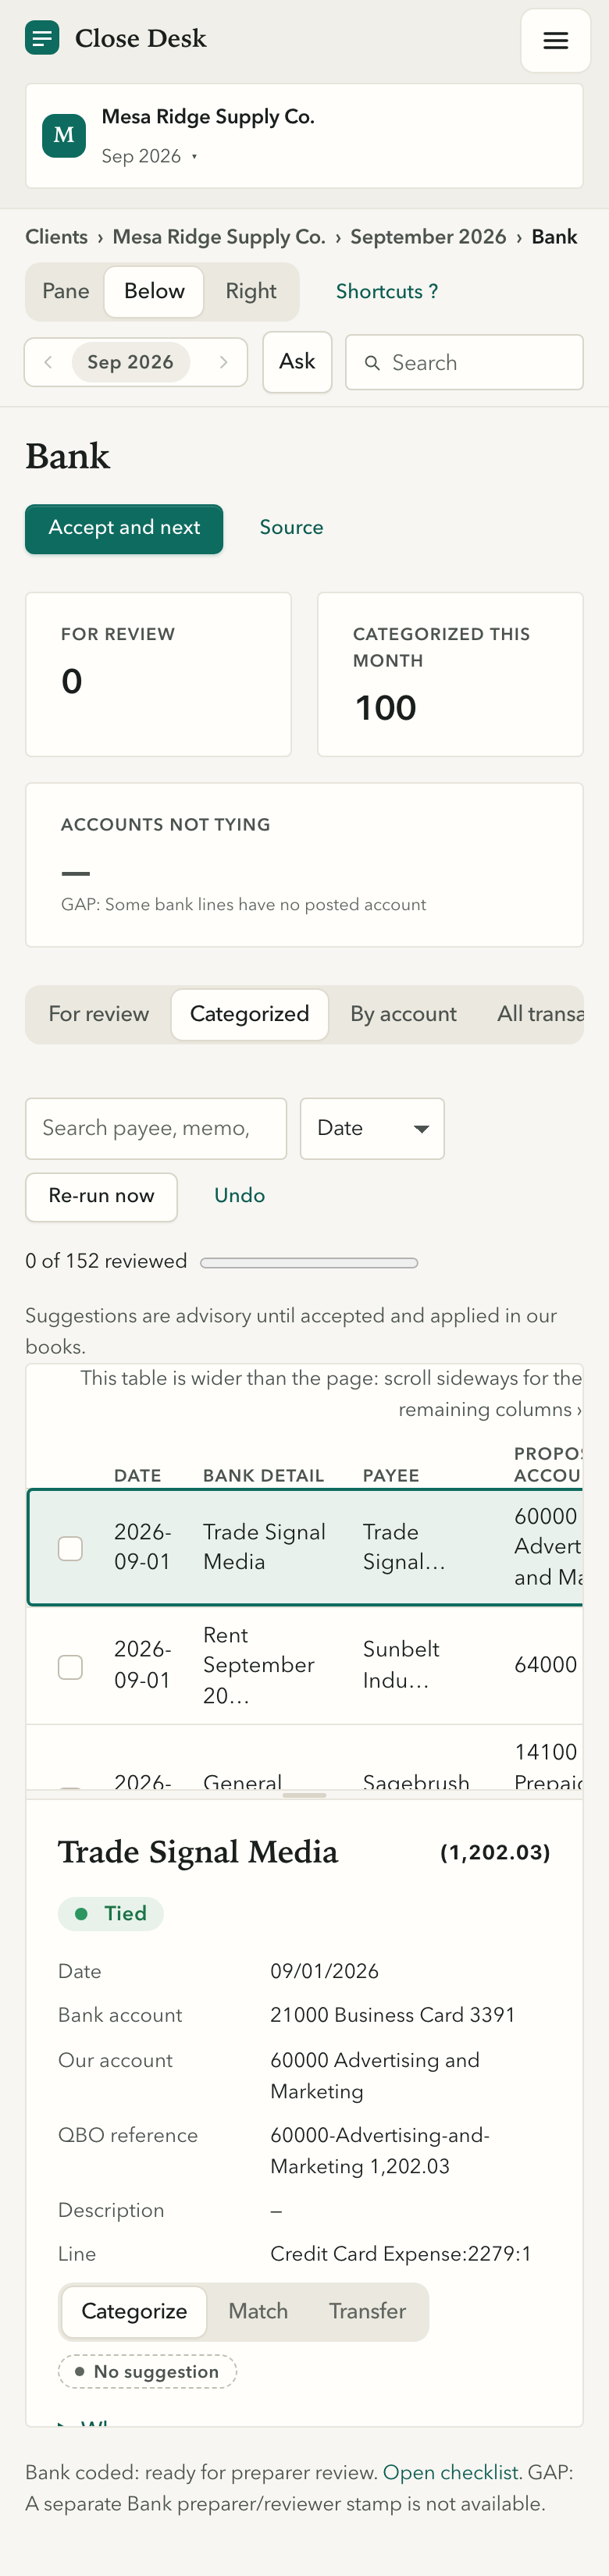 Close Desk
M
Mesa Ridge Supply Co.
Sep 2026 ▾
Clients › Mesa Ridge Supply Co. › September 2026 › Bank
Pane Below Right Shortcuts ?
‹ Sep 2026 › Ask Search
Bank
Accept and next Source
FOR REVIEW
0
CATEGORIZED THIS
MONTH
100
ACCOUNTS NOT TYING
—
GAP: Some bank lines have no posted account
For review Categorized By account All transa
Search payee, memo, Date
Re-run now Undo
0 of 152 reviewed
Suggestions are advisory until accepted and applied in our
books.
This table is wider than the page: scroll sideways for the
remaining columns ›
DATE BANK DETAIL PAYEE PROPOS
ACCOU
2026-
09-01
Trade Signal
Media
Trade
Signal…
60000
Advert
and Ma
2026-
09-01
Rent
September
20…
Sunbelt
Indu…
64000
2026-
General
Sagebrush
14100
Prepaid
Trade Signal Media (1,202.03)
Tied
Date 09/01/2026
Bank account 21000 Business Card 3391
Our account 60000 Advertising and
Marketing
QBO reference 60000-Advertising-and-
Marketing 1,202.03
Description —
Line Credit Card Expense:2279:1
Categorize Match Transfer
No suggestion
Bank coded: ready for preparer review. Open checklist. GAP:
A separate Bank preparer/reviewer stamp is not available.